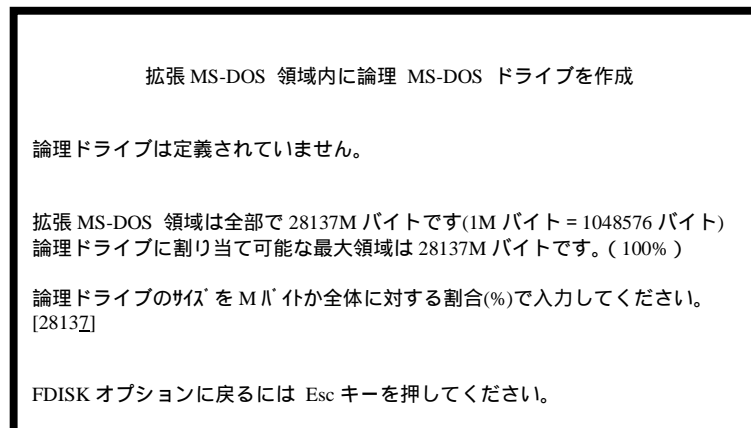 拡張 MS-DOS 領域内に論理 MS-DOS ドライブを作成
論理ドライブは定義されていません。
拡張 MS-DOS 領域は全部で 28137M バイトです(1M バイト = 1048576 バイト)
論理ドライブに割り当て可能な最大領域は 28137M バイトです。( 100% )
論理ドライブのｻｲｽﾞを M ﾊﾞｲﾄか全体に対する割合(%)で入力してください。
[28137]
FDISK オプションに戻るには Esc キーを押してください。